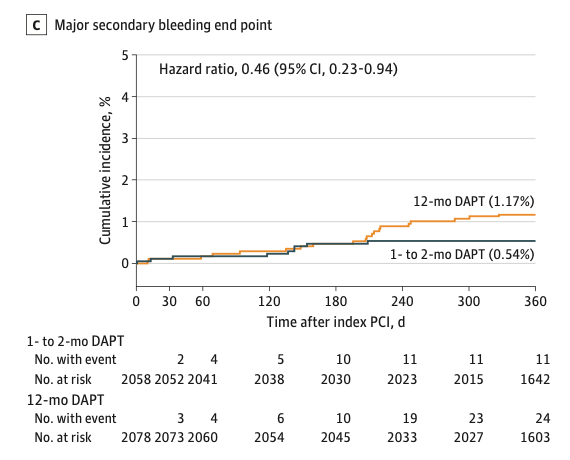 C Major secondary bleeding end point
5
Hazard ratio, 0.46 (95% CI, 0.23-0.94)
4
3
2
1
0
Cumulative incidence, %
12-mo DAPT (1.17%)
1- to 2-mo DAPT (0.54%)
0 30 60 120 180 240 300 360
Time after index PCI, d
1- to 2-mo DAPT
No. with event 2 4 5 10 11 11 11
No. at risk 2058 2052 2041 2038 2030 2023 2015 1642
12-mo DAPT
No. with event 3 4 6 10 19 23 24
No. at risk 2078 2073 2060 2054 2045 2033 2027 1603